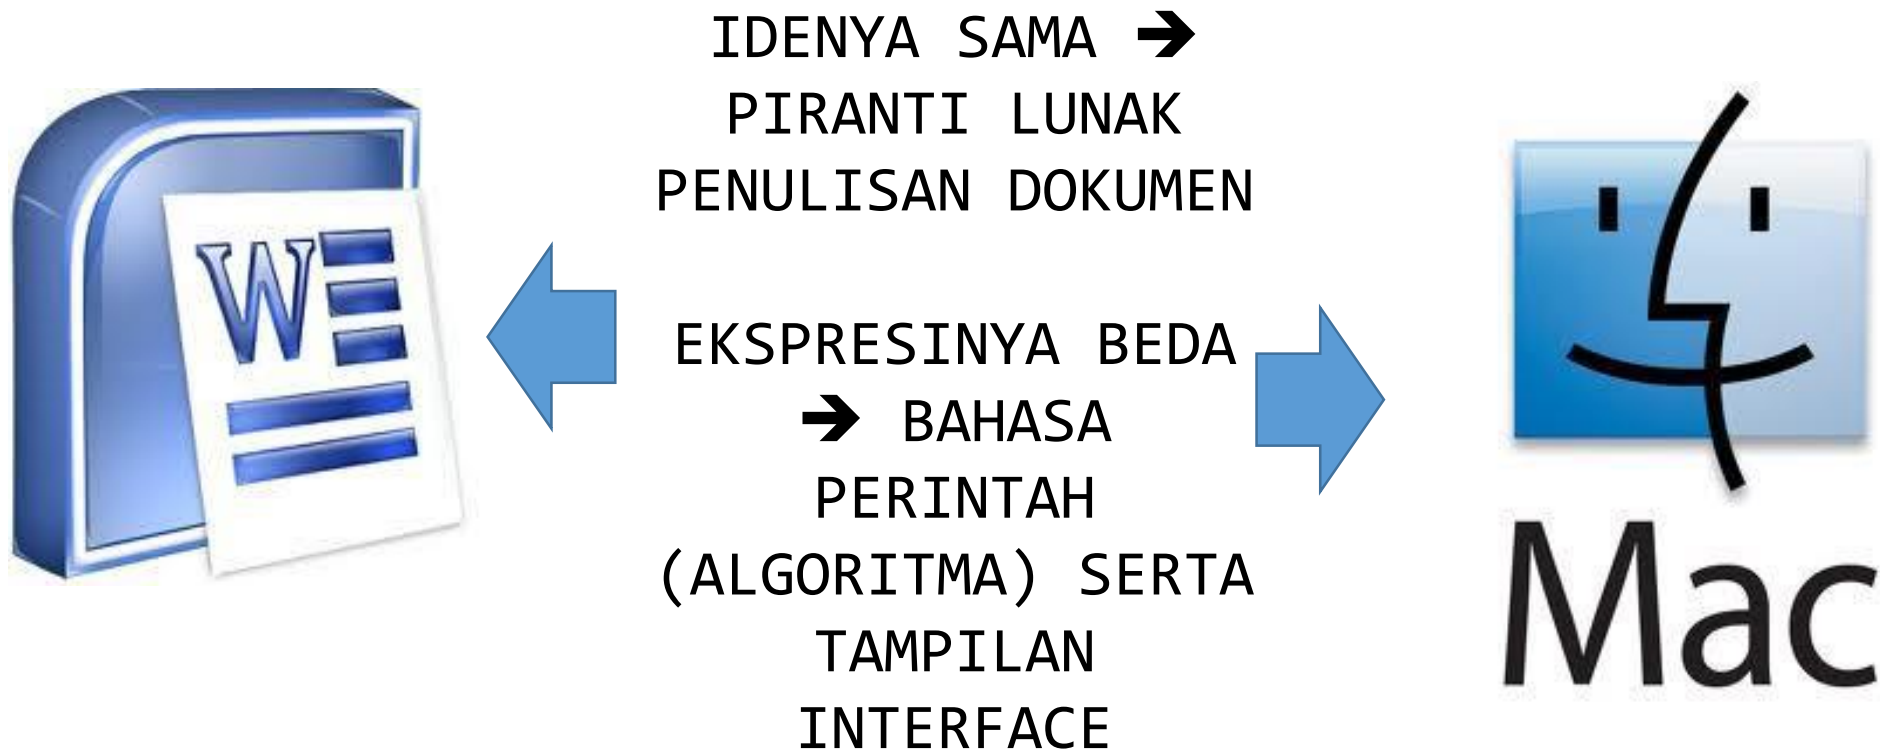 IDENYA SAMA ➔
PIRANTI LUNAK
PENULISAN DOKUMEN
EKSPRESINYA BEDA
➔ BAHASA
PERINTAH
(ALGORITMA) SERTA
TAMPILAN
INTERFACE
W
Mac